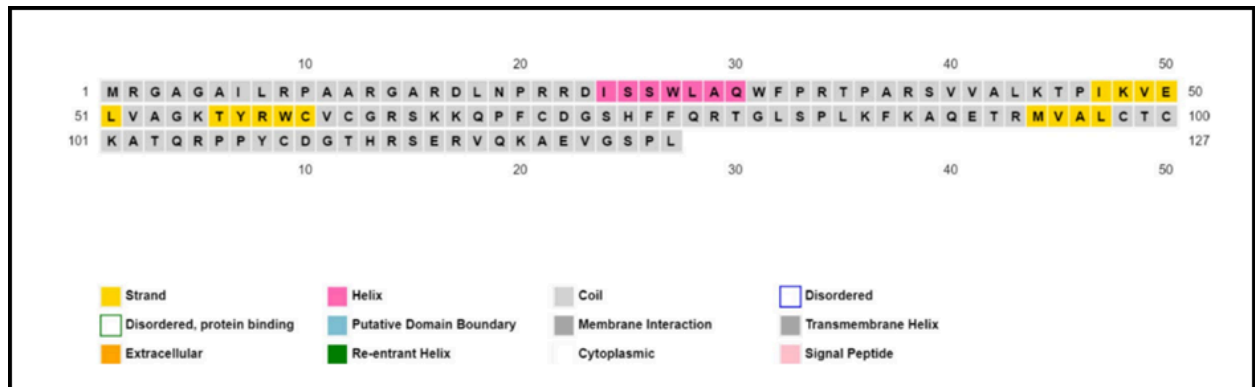 10 20 30 40 50
1 M R G A G A I L R P A A R G A R D L N P R R D I S S W L A Q W F P R T P A R S V V A L K T P I K V E 50
51 L V A G K T Y R W C V C G R S K K Q P F C D G S H F F Q R T G L S P L K F K A Q E T R M V A L C T C 100
101 K A T Q R P P Y C D G T H R S E R V Q K A E V G S P L 127
10 20 30 40 50
Strand Helix Coil Disordered
Disordered, protein binding Putative Domain Boundary Membrane Interaction Transmembrane Helix
Extracellular Re-entrant Helix Cytoplasmic Signal Peptide